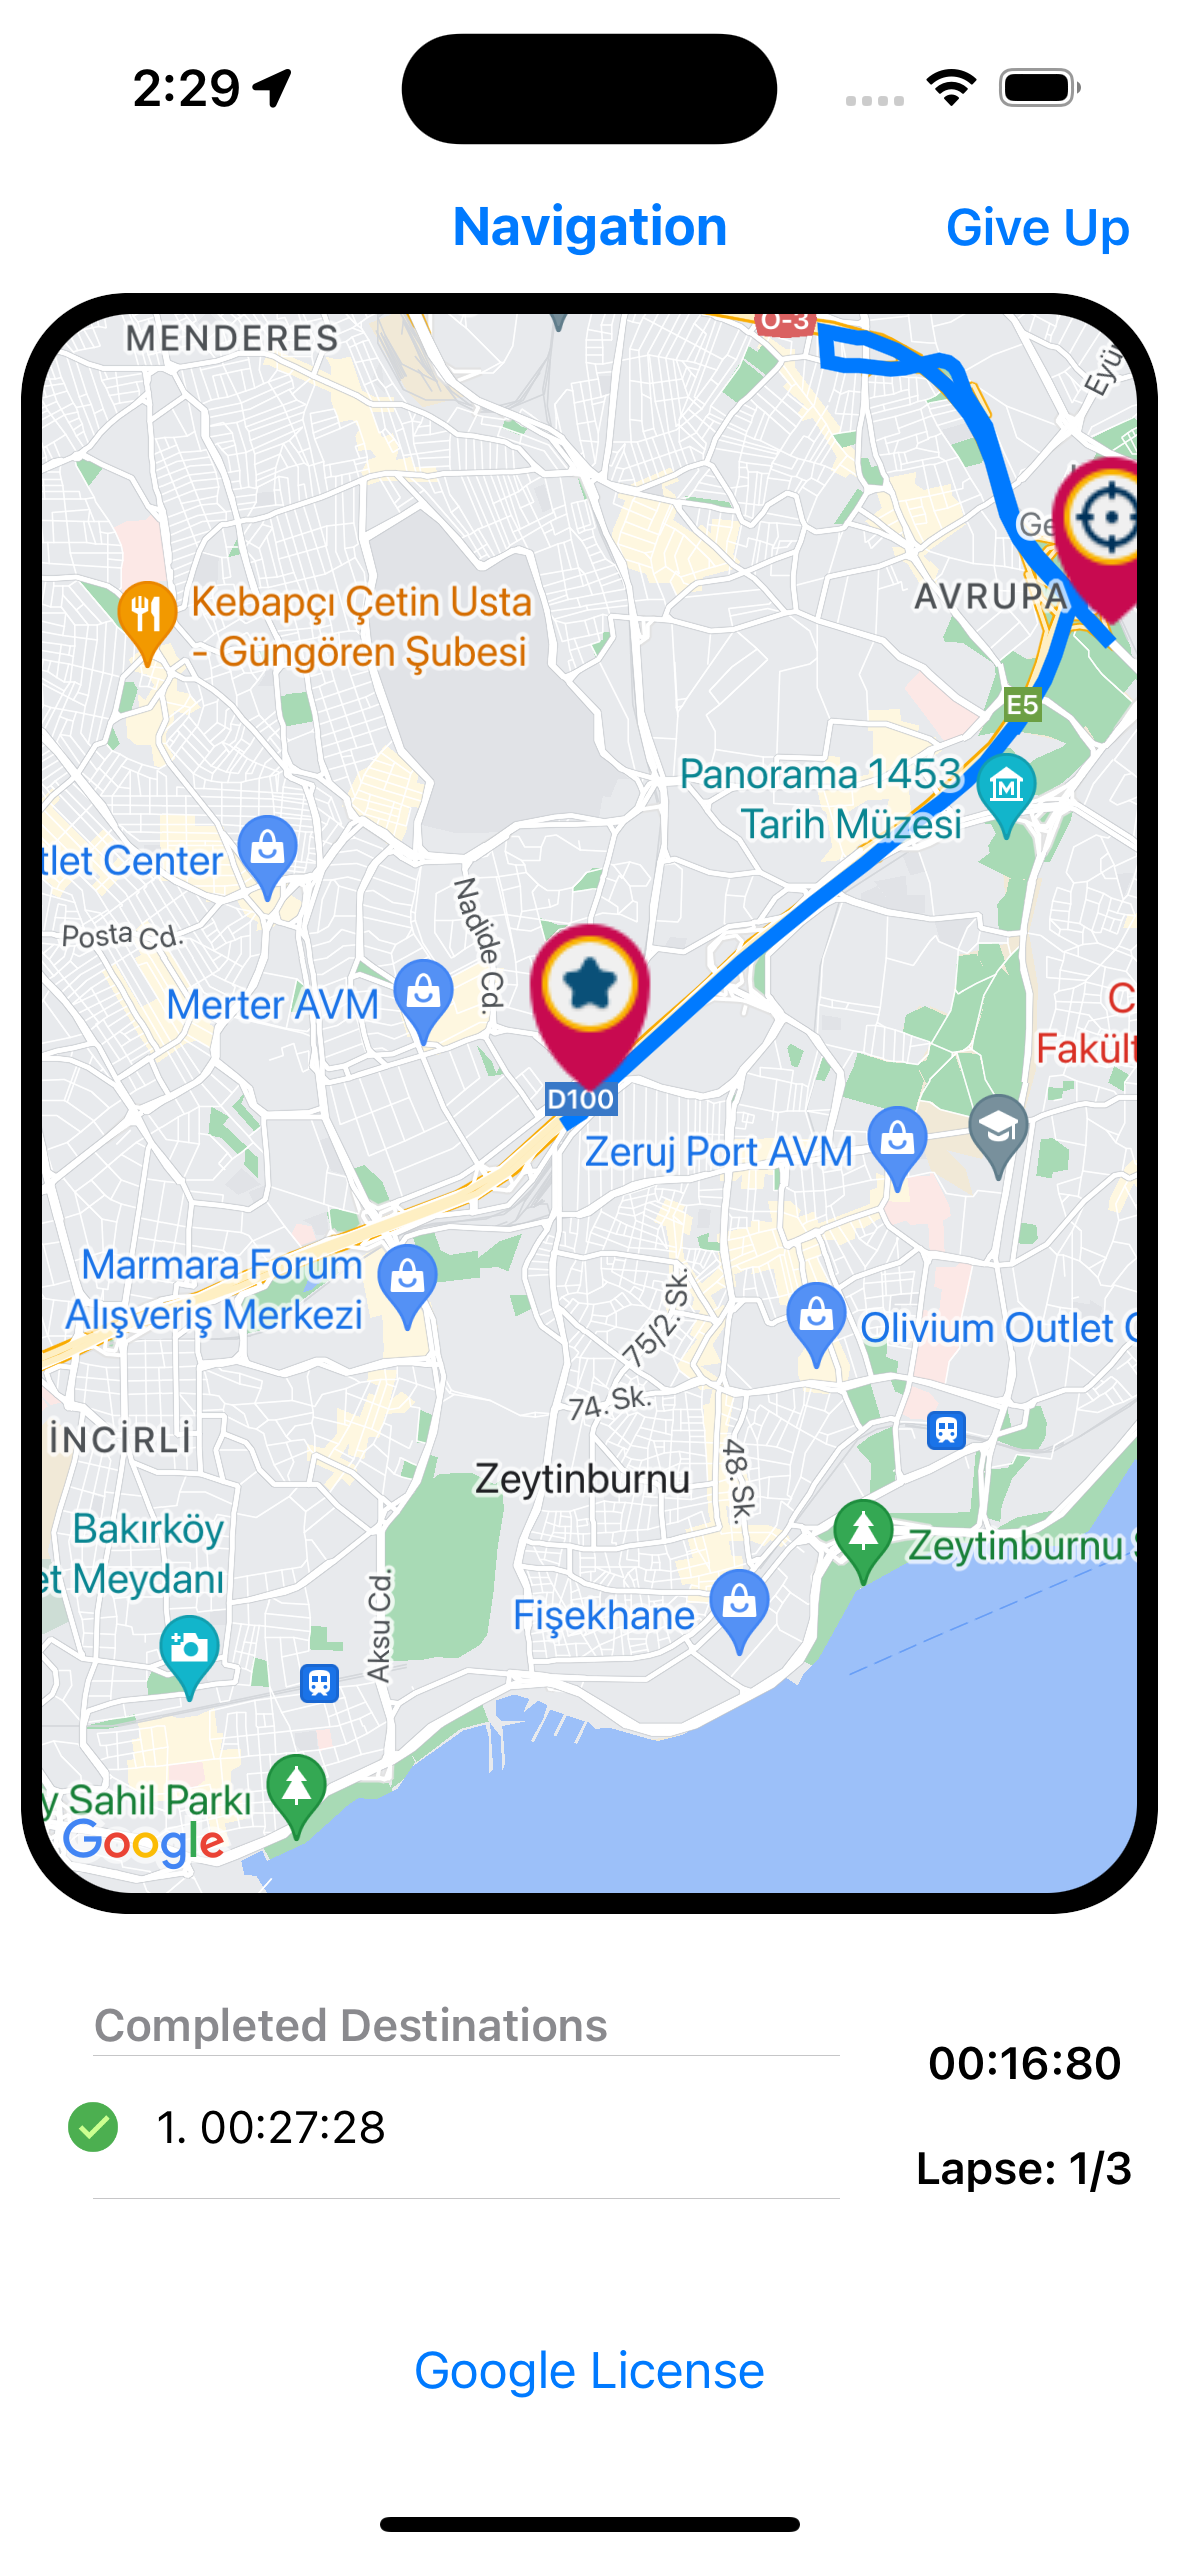 2:29
Navigation
Give Up
MENDERES
O-3
Eyü
Ge
AVRUPA
Kebapçı Çetin Usta
- Güngören Şubesi
E5
Panorama 1453
Tarih Müzesi
tlet Center
Posta Cd.
Nadide Cd.
Merter AVM
C
Fakült
D100
Zeruj Port AVM
Marmara Forum
Alışveriş Merkezi
75/2. Sk.
Olivium Outlet C
74. Sk.
İNCİRLİ
48. Sk.
Zeytinburnu
Bakırköy
et Meydanı
Zeytinburnu S
Aksu Cd.
Fişekhane
y Sahil Parkı
Google
Completed Destinations
00:16:80
1. 00:27:28
Lapse: 1/3
Google License